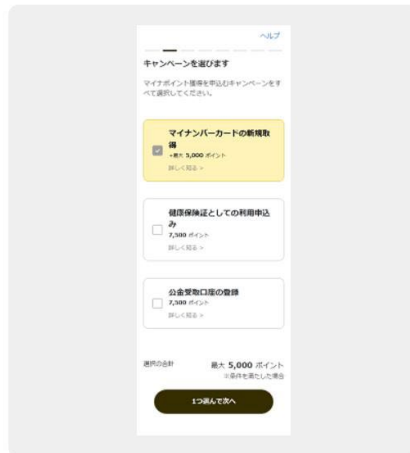 ヘルプ
キャンペーンを選びます
マイナポイント獲得を申込むキャンペーンをす
べて選択してください。
マイナンバーカードの新規取
得
+最大 5,000 ポイント
詳しく知る >
健康保険証としての利用申込
み
7,500 ポイント
詳しく知る >
公金受取口座の登録
7,500 ポイント
詳しく知る >
選択の合計 最大 5,000 ポイント
※条件を満たした場合
1つ選んで次へ